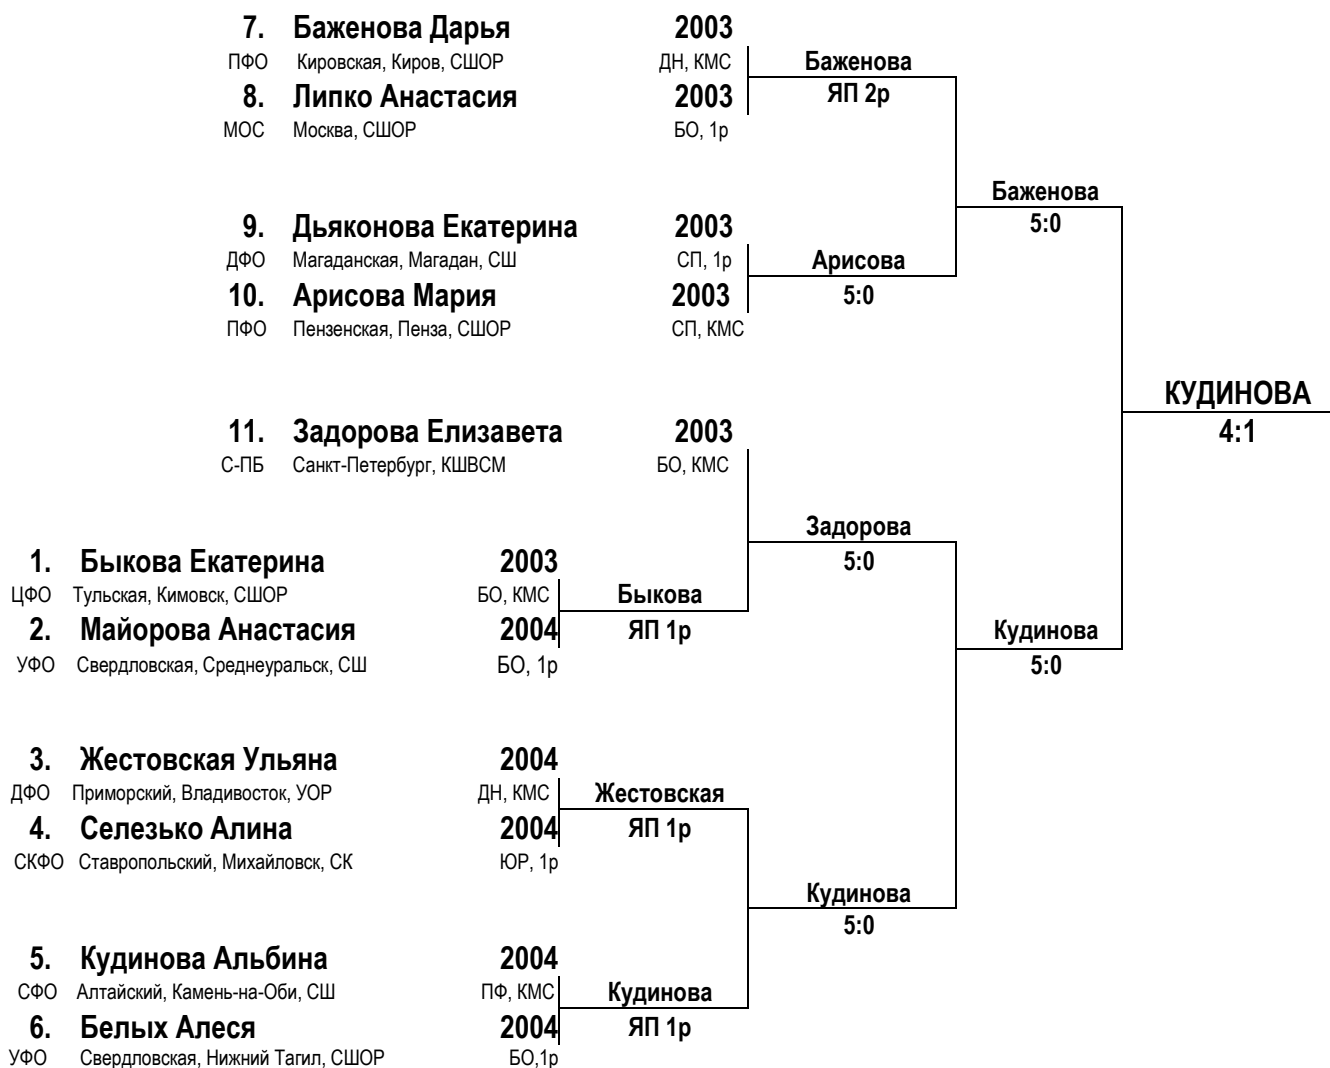 7. Баженова Дарья 2003
ПФО Кировская, Киров, СШОР ДН, КМС Баженова
8. Липко Анастасия 2003 ЯП 2р
МОС Москва, СШОР БО, 1р
Баженова
9. Дьяконова Екатерина 2003 5:0
ДФО Магаданская, Магадан, СШ СП, 1р Арисова
10. Арисова Мария 2003 5:0
ПФО Пензенская, Пенза, СШОР СП, КМС
КУДИНОВА
11. Задорова Елизавета 2003 4:1
С-ПБ Санкт-Петербург, КШВСМ БО, КМС
Задорова
1. Быкова Екатерина 2003 5:0
ЦФО Тульская, Кимовск, СШОР БО, КМС Быкова
2. Майорова Анастасия 2004 ЯП 1р Кудинова
УФО Свердловская, Среднеуральск, СШ БО, 1р 5:0
3. Жестовская Ульяна 2004
ДФО Приморский, Владивосток, УОР ДН, КМС Жестовская
4. Селезько Алина 2004 ЯП 1р
СКФО Ставропольский, Михайловск, СК ЮР, 1р
Кудинова
5:0
5. Кудинова Альбина 2004
СФО Алтайский, Камень-на-Оби, СШ ПФ, КМС Кудинова
6. Белых Алеся 2004 ЯП 1р
УФО Свердловская, Нижний Тагил, СШОР БО,1р